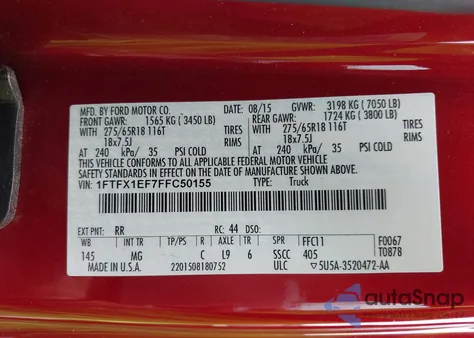 MFD. BY FORD MOTOR CO.
DATE: 08/15 GVWR: 3198 KG (7050 LB)
FRONT GAWR: 1565 KG (3450 LB) REAR GAWR: 1724 KG (3800 LB)
WITH 275/65R18 116T TIRES WITH 275/65R18 116T TIRES
18x7.5J RIMS 18x7.5J RIMS
AT 240 kPa/ 35 PSI COLD AT 240 kPa/ 35 PSI COLD
THIS VEHICLE CONFORMS TO ALL APPLICABLE FEDERAL MOTOR VEHICLE
SAFETY STANDARDS IN EFFECT ON THE DATE OF MANUFACTURE SHOWN ABOVE.
VIN: 1FTFX1EF7FFC50155 TYPE: Truck
EXT PNT: RR RC: 44 DSO: FFC11 F0067
WB INT TR TP/PS R AXLE TR SPR T0878
145 MG C L9 6 SSCC 405
MADE IN U.S.A. 2201508180752 ULC ▽5U5A-3520472-AA
autoSnap